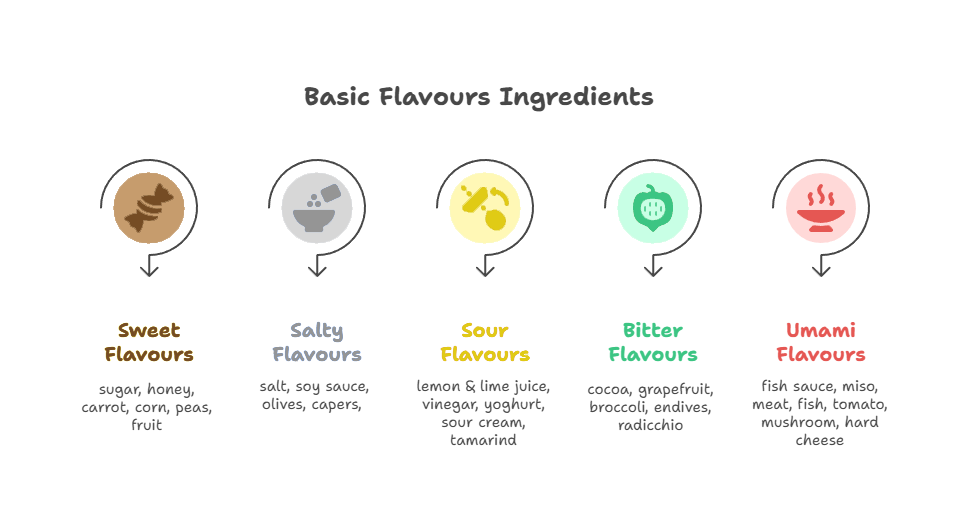 Basic Flavours Ingredients
Sweet
Flavours
sugar, honey,
carrot, corn, peas,
fruit
Salty
Flavours
salt, soy sauce,
olives, capers,
Sour
Flavours
lemon & lime juice,
vinegar, yoghurt,
sour cream,
tamarind
Bitter
Flavours
cocoa, grapefruit,
broccoli, endives,
radicchio
Umami
Flavours
fish sauce, miso,
meat, fish, tomato,
mushroom, hard
cheese